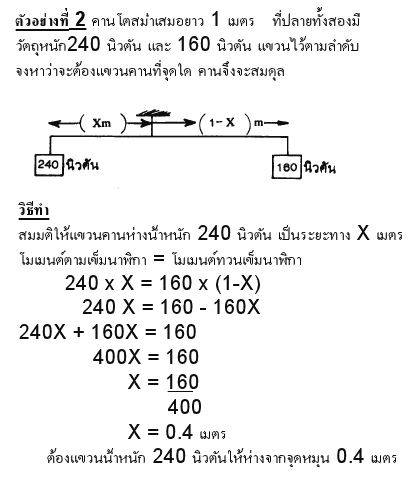 ตัวอย่างที่ 2 คานโตสม่ำเสมอยาว 1 เมตร ที่ปลายทั้งสองมี
วัตถุหนัก240 นิวตัน และ 160 นิวตัน แขวนไว้ตามลำดับ
จงหาว่าจะต้องแขวนคานที่จุดใด คานจึงจะสมดุล
( Xm ) ( 1-X ) m
240 นิวตัน 160 นิวตัน
วิธีทำ
สมมติให้แขวนคานห่างน้ำหนัก 240 นิวตัน เป็นระยะทาง X เมตร
โมเมนต์ตามเข็มนาฬิกา = โมเมนต์ทวนเข็มนาฬิกา
240 x X = 160 x (1-X)
240 X = 160 - 160X
240X + 160X = 160
400X = 160
X = 160
400
X = 0.4 เมตร
ต้องแขวนน้ำหนัก 240 นิวตันให้ห่างจากจุดหมุน 0.4 เมตร